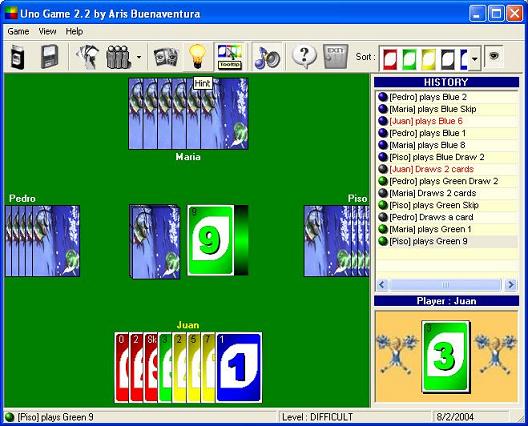 Uno Game 2.2 by Aris Buenaventura
Game View Help
Tooltip
EXIT
Sort :
Hint
HISTORY
[Pedro] plays Blue 2
[Maria] plays Blue Skip
[Juan] plays Blue 6
[Pedro] plays Blue 1
[Maria] plays Blue 8
[Piso] plays Blue Draw 2
[Juan] Draws 2 cards
[Pedro] plays Green Draw 2
[Maria] Draws 2 cards
[Piso] plays Green Skip
[Pedro] Draws a card
[Maria] plays Green 1
[Piso] plays Green 9
Maria
Pedro
Piso
9
9
Player : Juan
3
3
Juan
0 2 Sk 3 2 5 7 1
1
[Piso] plays Green 9
Level : DIFFICULT
8/2/2004